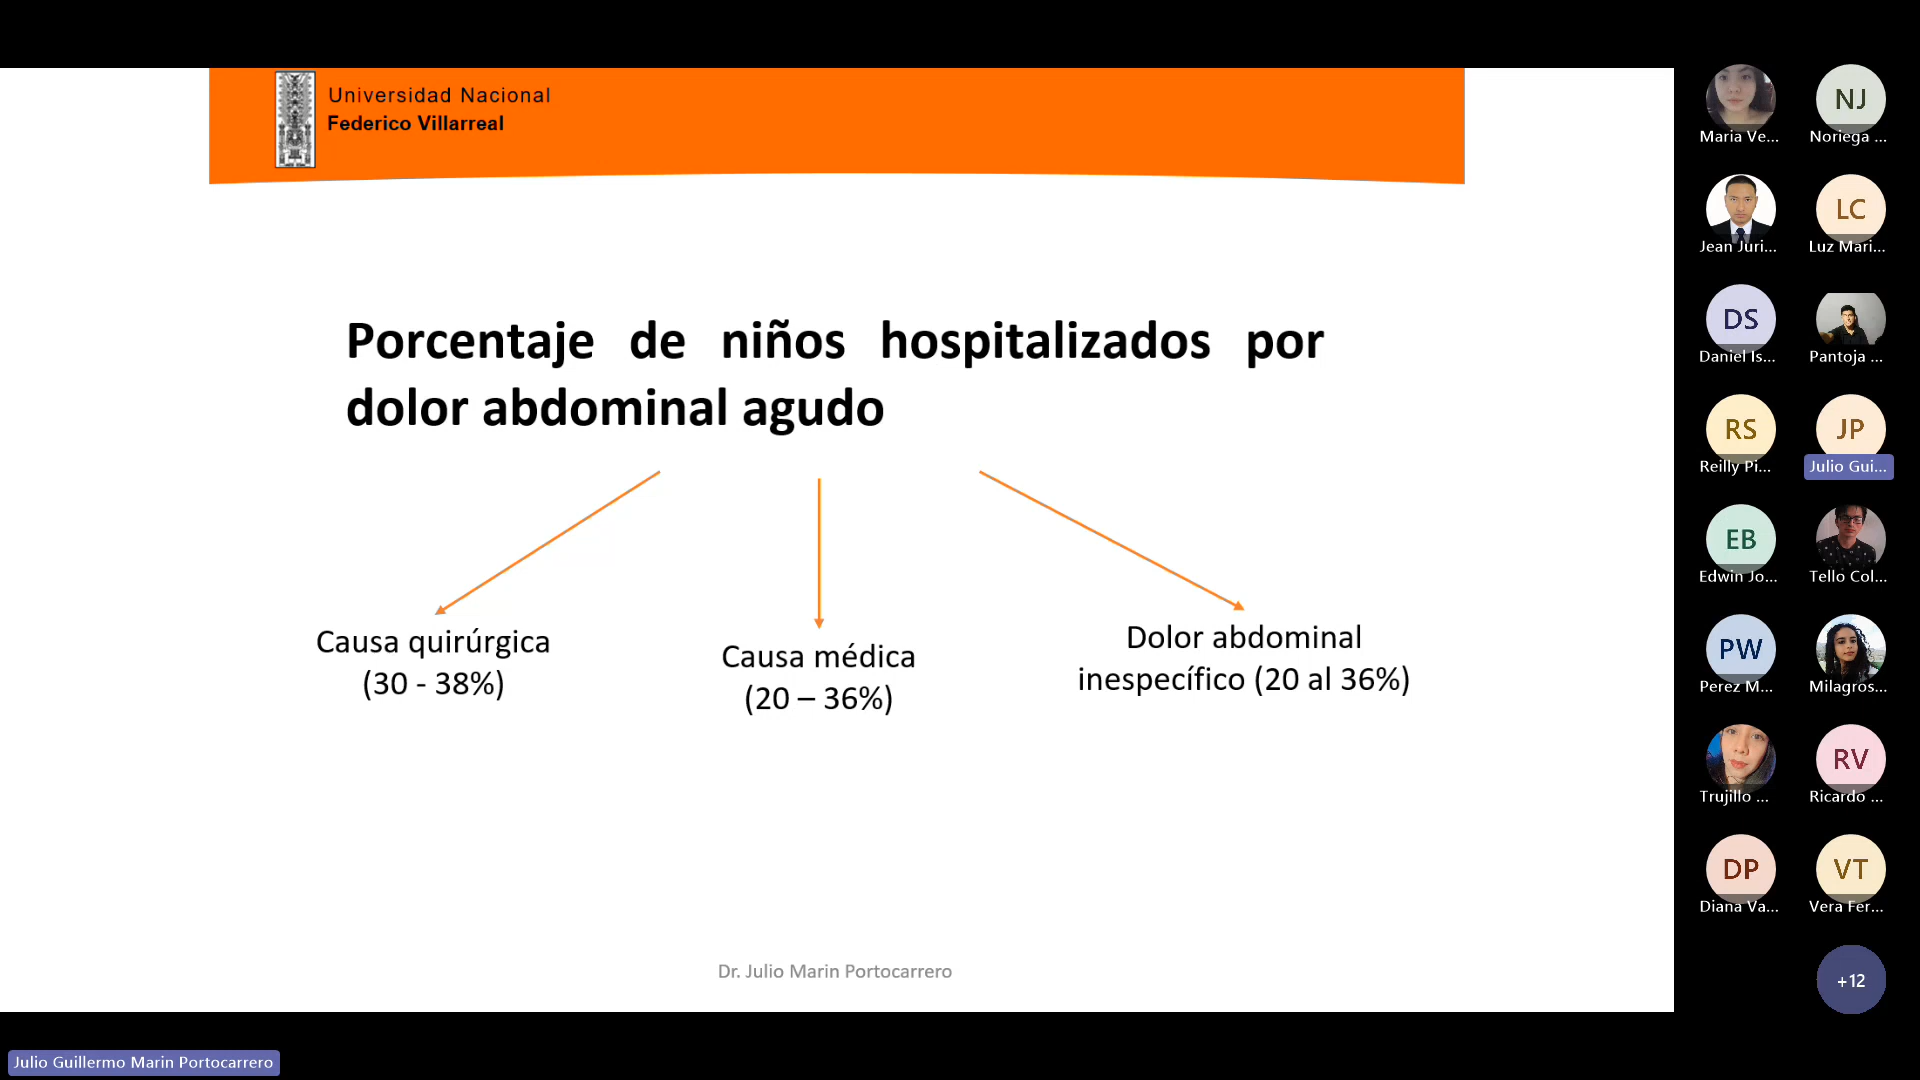 Universidad Nacional
Federico Villarreal
Porcentaje de niños hospitalizados por
dolor abdominal agudo
Causa quirúrgica
(30 - 38%)
Causa médica
(20 – 36%)
Dolor abdominal
inespecífico (20 al 36%)
Dr. Julio Marin Portocarrero
Julio Guillermo Marin Portocarrero
Maria Ve...
NJ
Noriega ...
Jean Juri...
LC
Luz Mari...
DS
Daniel Is...
Pantoja ...
RS
Reilly Pi...
JP
Julio Gui...
EB
Edwin Jo...
Tello Col...
PW
Perez M...
Milagros...
Trujillo ...
RV
Ricardo ...
DP
Diana Va...
VT
Vera Fer...
+12